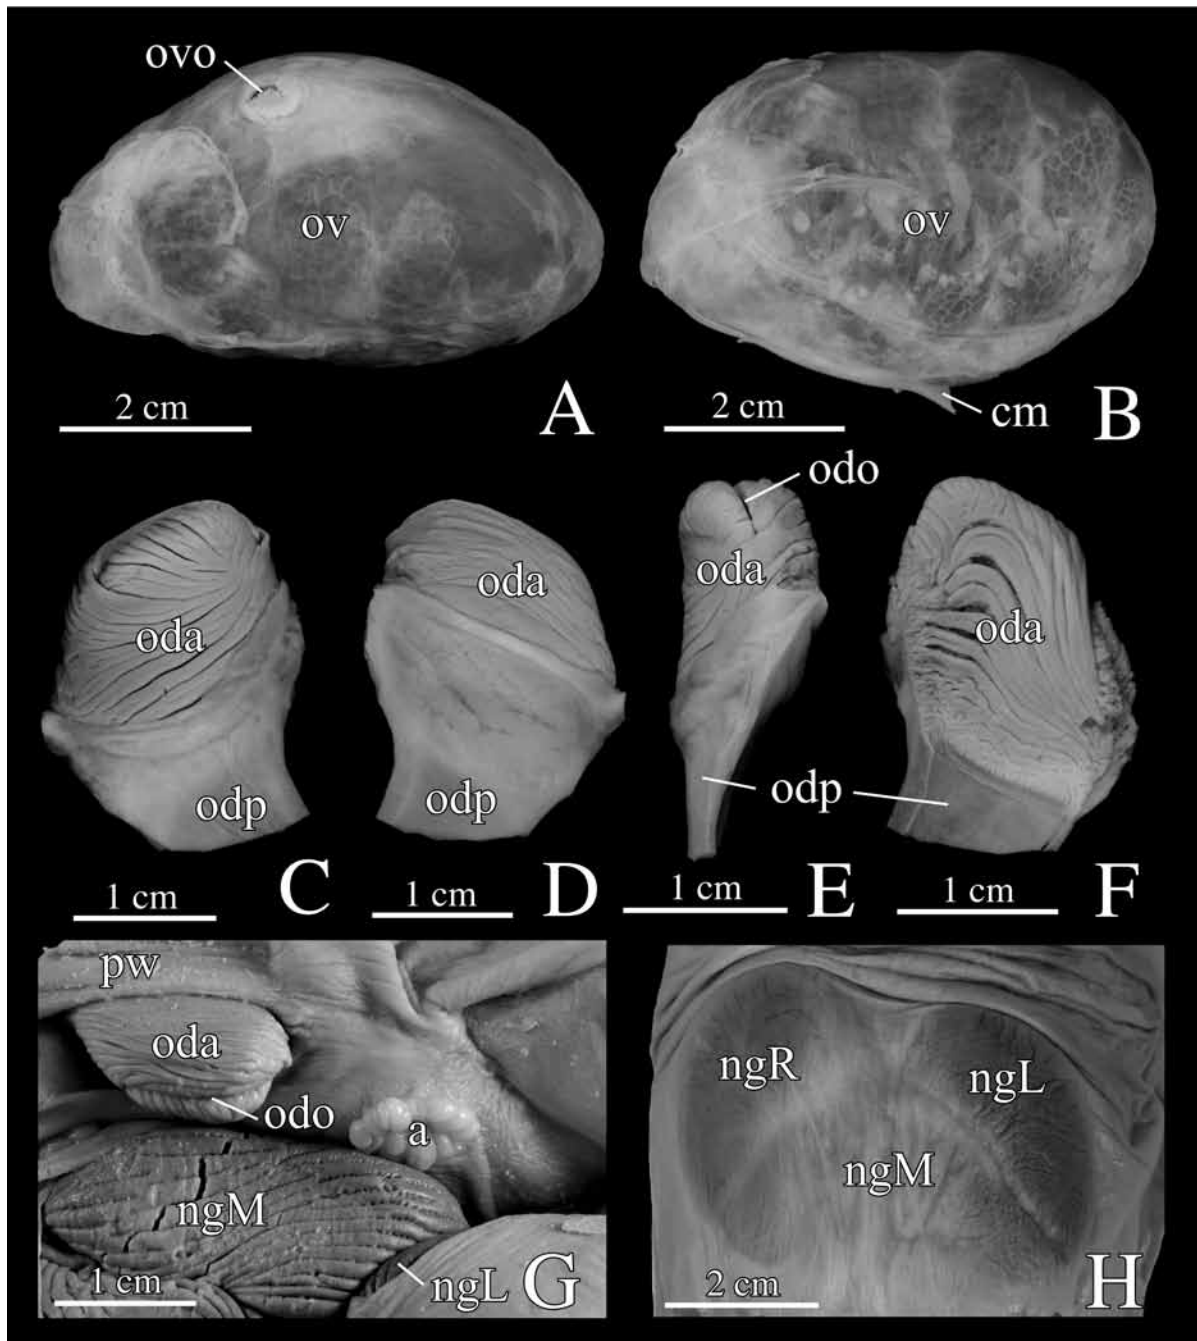 ovo
ov
2 cm
A
ov
2 cm
cm
B
oda
odp
1 cm
C
oda
odp
1 cm
D
odo
oda
odp
1 cm
E
oda
1 cm
F
pw
oda
odo
a
ngM
1 cm
ngL
G
ngR
ngL
ngM
2 cm
H